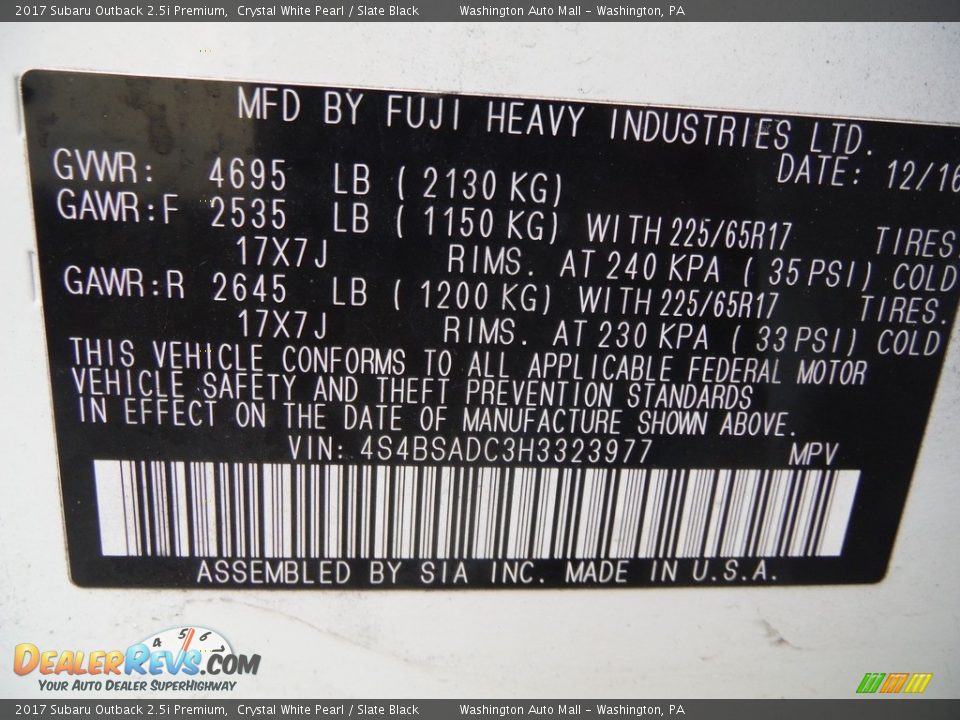 2017 Subaru Outback 2.5i Premium, Crystal White Pearl / Slate Black Washington Auto Mall - Washington, PA
MFD BY FUJI HEAVY INDUSTRIES LTD.
DATE: 12/16
GVWR: 4695 LB ( 2130 KG)
GAWR:F 2535 LB ( 1150 KG) WITH 225/65R17 TIRES.
17X7J RIMS. AT 240 KPA ( 35 PSI) COLD
GAWR:R 2645 LB ( 1200 KG) WITH 225/65R17 TIRES.
17X7J RIMS. AT 230 KPA ( 33 PSI) COLD
THIS VEHICLE CONFORMS TO ALL APPLICABLE FEDERAL MOTOR
VEHICLE SAFETY AND THEFT PREVENTION STANDARDS
IN EFFECT ON THE DATE OF MANUFACTURE SHOWN ABOVE.
VIN: 4S4BSADC3H3323977 MPV
ASSEMBLED BY SIA INC. MADE IN U.S.A.
4 5 6 7
DEALERREVS.COM
YOUR AUTO DEALER SUPERHIGHWAY
2017 Subaru Outback 2.5i Premium, Crystal White Pearl / Slate Black Washington Auto Mall - Washington, PA